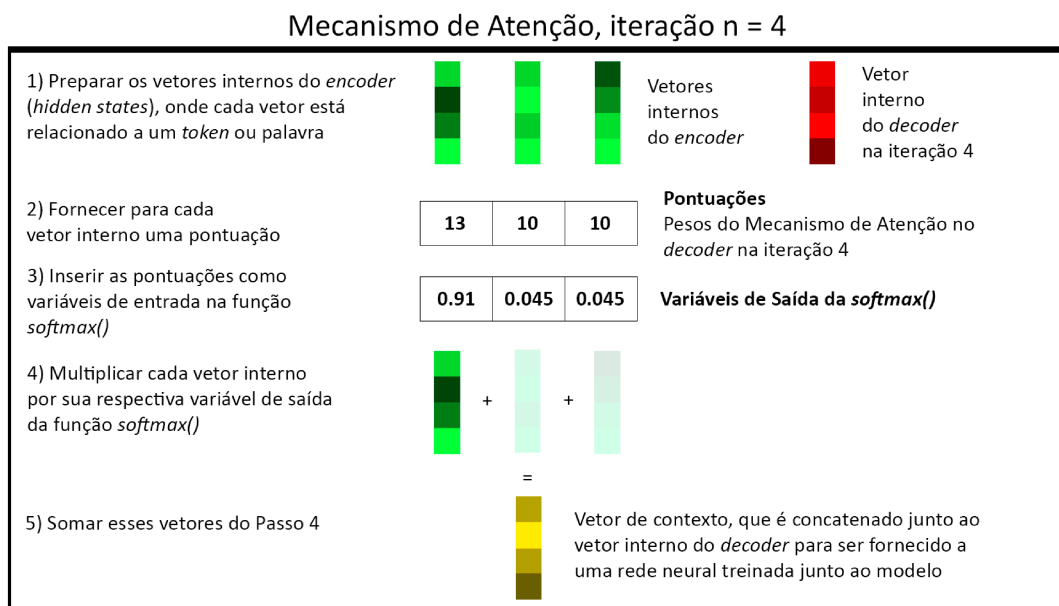 Mecanismo de Atenção, iteração n = 4
1) Preparar os vetores internos do encoder
(hidden states), onde cada vetor está
relacionado a um token ou palavra
Vetores
internos
do encoder
Vetor
interno
do decoder
na iteração 4
2) Fornecer para cada
vetor interno uma pontuação
13 10 10
Pontuações
Pesos do Mecanismo de Atenção no
decoder na iteração 4
3) Inserir as pontuações como
variáveis de entrada na função
softmax()
0.91 0.045 0.045
Variáveis de Saída da softmax()
4) Multiplicar cada vetor interno
por sua respectiva variável de saída
da função softmax()
+ +
=
5) Somar esses vetores do Passo 4
Vetor de contexto, que é concatenado junto ao
vetor interno do decoder para ser fornecido a
uma rede neural treinada junto ao modelo